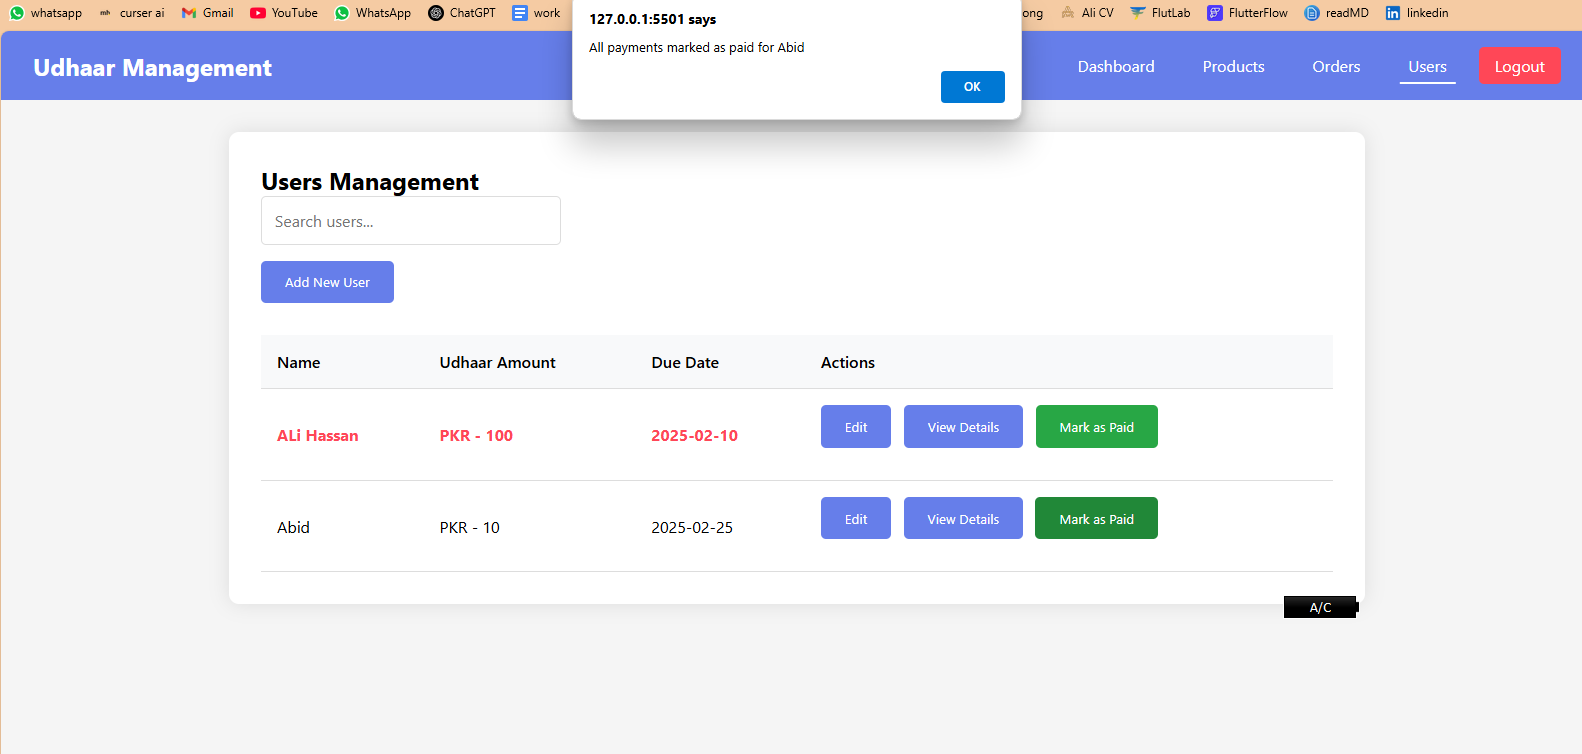 whatsapp
mh curser ai
Gmail
YouTube
WhatsApp
ChatGPT
work
ong
Ali CV
FlutLab
FlutterFlow
readMD
linkedin
127.0.0.1:5501 says
All payments marked as paid for Abid
OK
Udhaar Management
Dashboard
Products
Orders
Users
Logout
Users Management
Search users...
Add New User
Name Udhaar Amount Due Date Actions
ALi Hassan PKR - 100 2025-02-10 Edit View Details Mark as Paid
Abid PKR - 10 2025-02-25 Edit View Details Mark as Paid
A/C